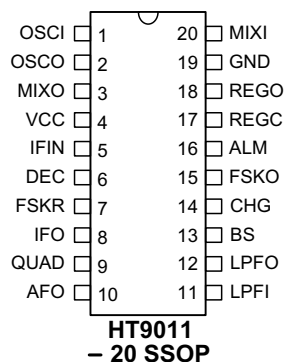 OSCI 1 20 MIXI
OSCO 2 19 GND
MIXO 3 18 REGO
VCC 4 17 REGC
IFIN 5 16 ALM
DEC 6 15 FSKO
FSKR 7 14 CHG
IFO 8 13 BS
QUAD 9 12 LPFO
AFO 10 11 LPFI
HT9011
– 20 SSOP